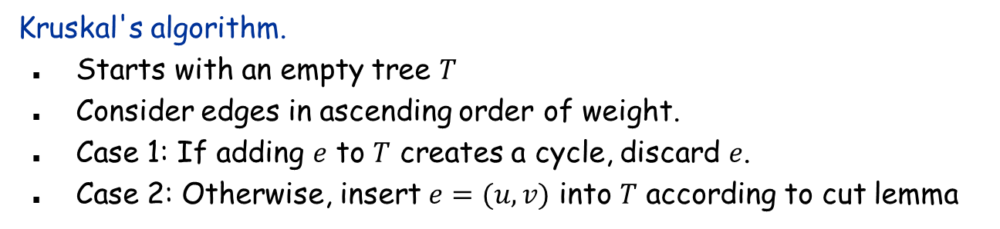 Kruskal's algorithm.
▪ Starts with an empty tree T
▪ Consider edges in ascending order of weight.
▪ Case 1: If adding e to T creates a cycle, discard e.
▪ Case 2: Otherwise, insert e = (u, v) into T according to cut lemma